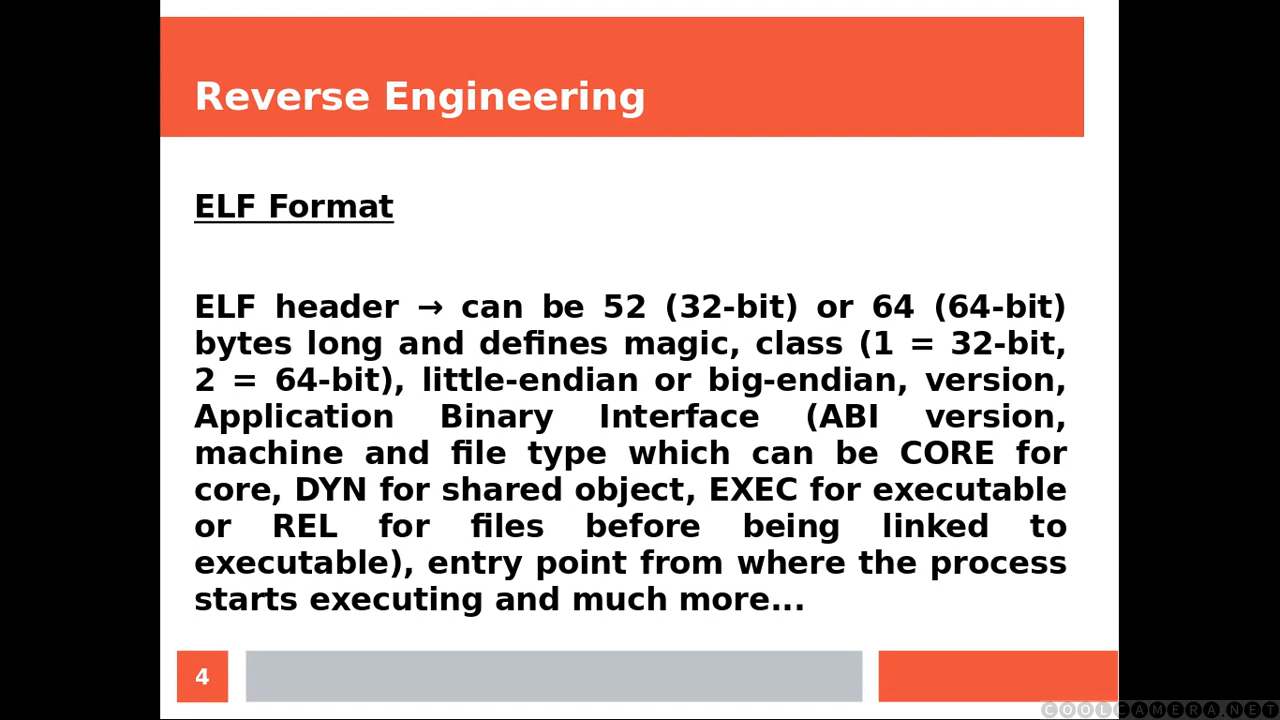 Reverse Engineering
ELF Format
ELF header → can be 52 (32-bit) or 64 (64-bit)
bytes long and defines magic, class (1 = 32-bit,
2 = 64-bit), little-endian or big-endian, version,
Application Binary Interface (ABI version,
machine and file type which can be CORE for
core, DYN for shared object, EXEC for executable
or REL for files before being linked to
executable), entry point from where the process
starts executing and much more...
4
COOLCAMERA.NET